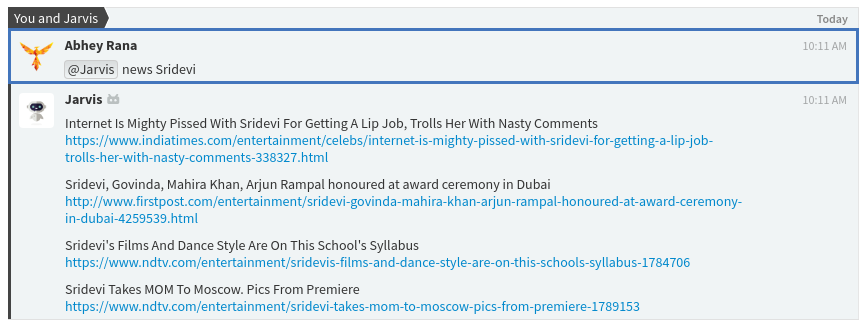 You and Jarvis
Today
Abhey Rana
10:11 AM
@Jarvis news Sridevi
Jarvis
10:11 AM
Internet Is Mighty Pissed With Sridevi For Getting A Lip Job, Trolls Her With Nasty Comments
https://www.indiatimes.com/entertainment/celebs/internet-is-mighty-pissed-with-sridevi-for-getting-a-lip-job-
trolls-her-with-nasty-comments-338327.html
Sridevi, Govinda, Mahira Khan, Arjun Rampal honoured at award ceremony in Dubai
http://www.firstpost.com/entertainment/sridevi-govinda-mahira-khan-arjun-rampal-honoured-at-award-ceremony-
in-dubai-4259539.html
Sridevi's Films And Dance Style Are On This School's Syllabus
https://www.ndtv.com/entertainment/sridevis-films-and-dance-style-are-on-this-schools-syllabus-1784706
Sridevi Takes MOM To Moscow. Pics From Premiere
https://www.ndtv.com/entertainment/sridevi-takes-mom-to-moscow-pics-from-premiere-1789153